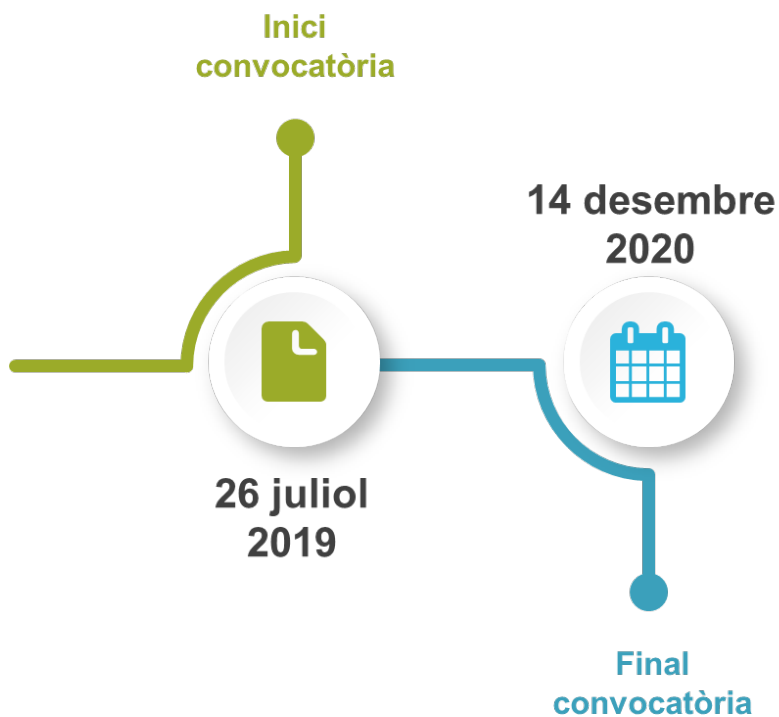 Inici
convocatòria
26 juliol
2019
14 desembre
2020
Final
convocatòria